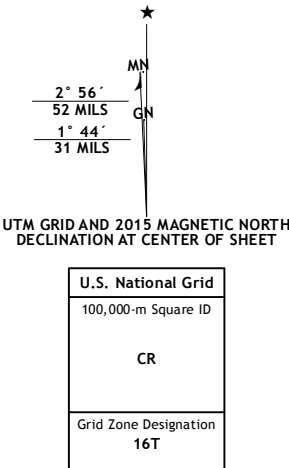 MN
GN
2° 56´
52 MILS
1° 44´
31 MILS
UTM GRID AND 2015 MAGNETIC NORTH
DECLINATION AT CENTER OF SHEET
U.S. National Grid
100,000-m Square ID
CR
Grid Zone Designation
16T